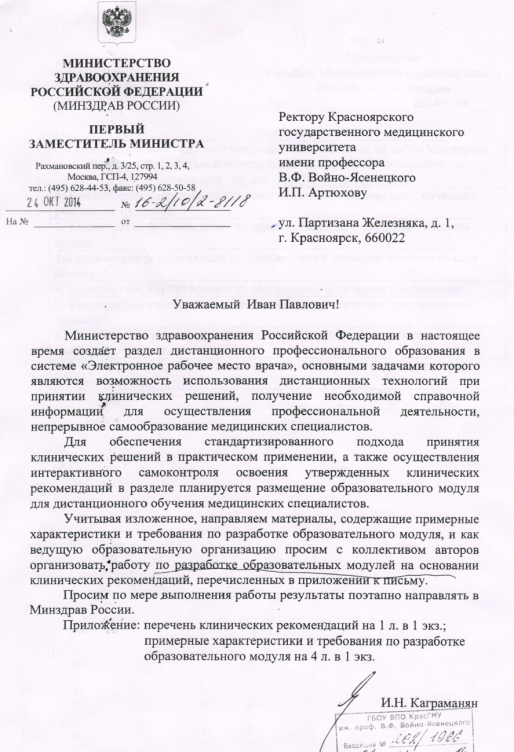 МИНИСТЕРСТВО
ЗДРАВООХРАНЕНИЯ
РОССИЙСКОЙ ФЕДЕРАЦИИ
(МИНЗДРАВ РОССИИ)
ПЕРВЫЙ
ЗАМЕСТИТЕЛЬ МИНИСТРА
Рахмановский пер., д. 3/25, стр. 1, 2, 3, 4,
Москва, ГСП-4, 127994
тел.: (495) 628-44-53, факс: (495) 628-50-58
24 ОКТ 2014 № 16-2/10/2-8118
На № от
Ректору Красноярского
государственного медицинского
университета
имени профессора
В.Ф. Войно-Ясенецкого
И.П. Артюхову
ул. Партизана Железняка, д. 1,
г. Красноярск, 660022
Уважаемый Иван Павлович!
Министерство здравоохранения Российской Федерации в настоящее
время создает раздел дистанционного профессионального образования в
системе «Электронное рабочее место врача», основными задачами которого
являются возможность использования дистанционных технологий при
принятии клинических решений, получение необходимой справочной
информации для осуществления профессиональной деятельности,
непрерывное самообразование медицинских специалистов.
Для обеспечения стандартизированного подхода принятия
клинических решений в практическом применении, а также осуществления
интерактивного самоконтроля освоения утвержденных клинических
рекомендаций в разделе планируется размещение образовательного модуля
для дистанционного обучения медицинских специалистов.
Учитывая изложенное, направляем материалы, содержащие примерные
характеристики и требования по разработке образовательного модуля, и как
ведущую образовательную организацию просим с коллективом авторов
организовать работу по разработке образовательных модулей на основании
клинических рекомендаций, перечисленных в приложении к письму.
Просим по мере выполнения работы результаты поэтапно направлять в
Минздрав России.
Приложение: перечень клинических рекомендаций на 1 л. в 1 экз.;
примерные характеристики и требования по разработке
образовательного модуля на 4 л. в 1 экз.
И.Н. Каграманян
ГБОУ ВПО КрасГМУ
им. проф. В.Ф. Войно-Ясенецкого
Входящий №